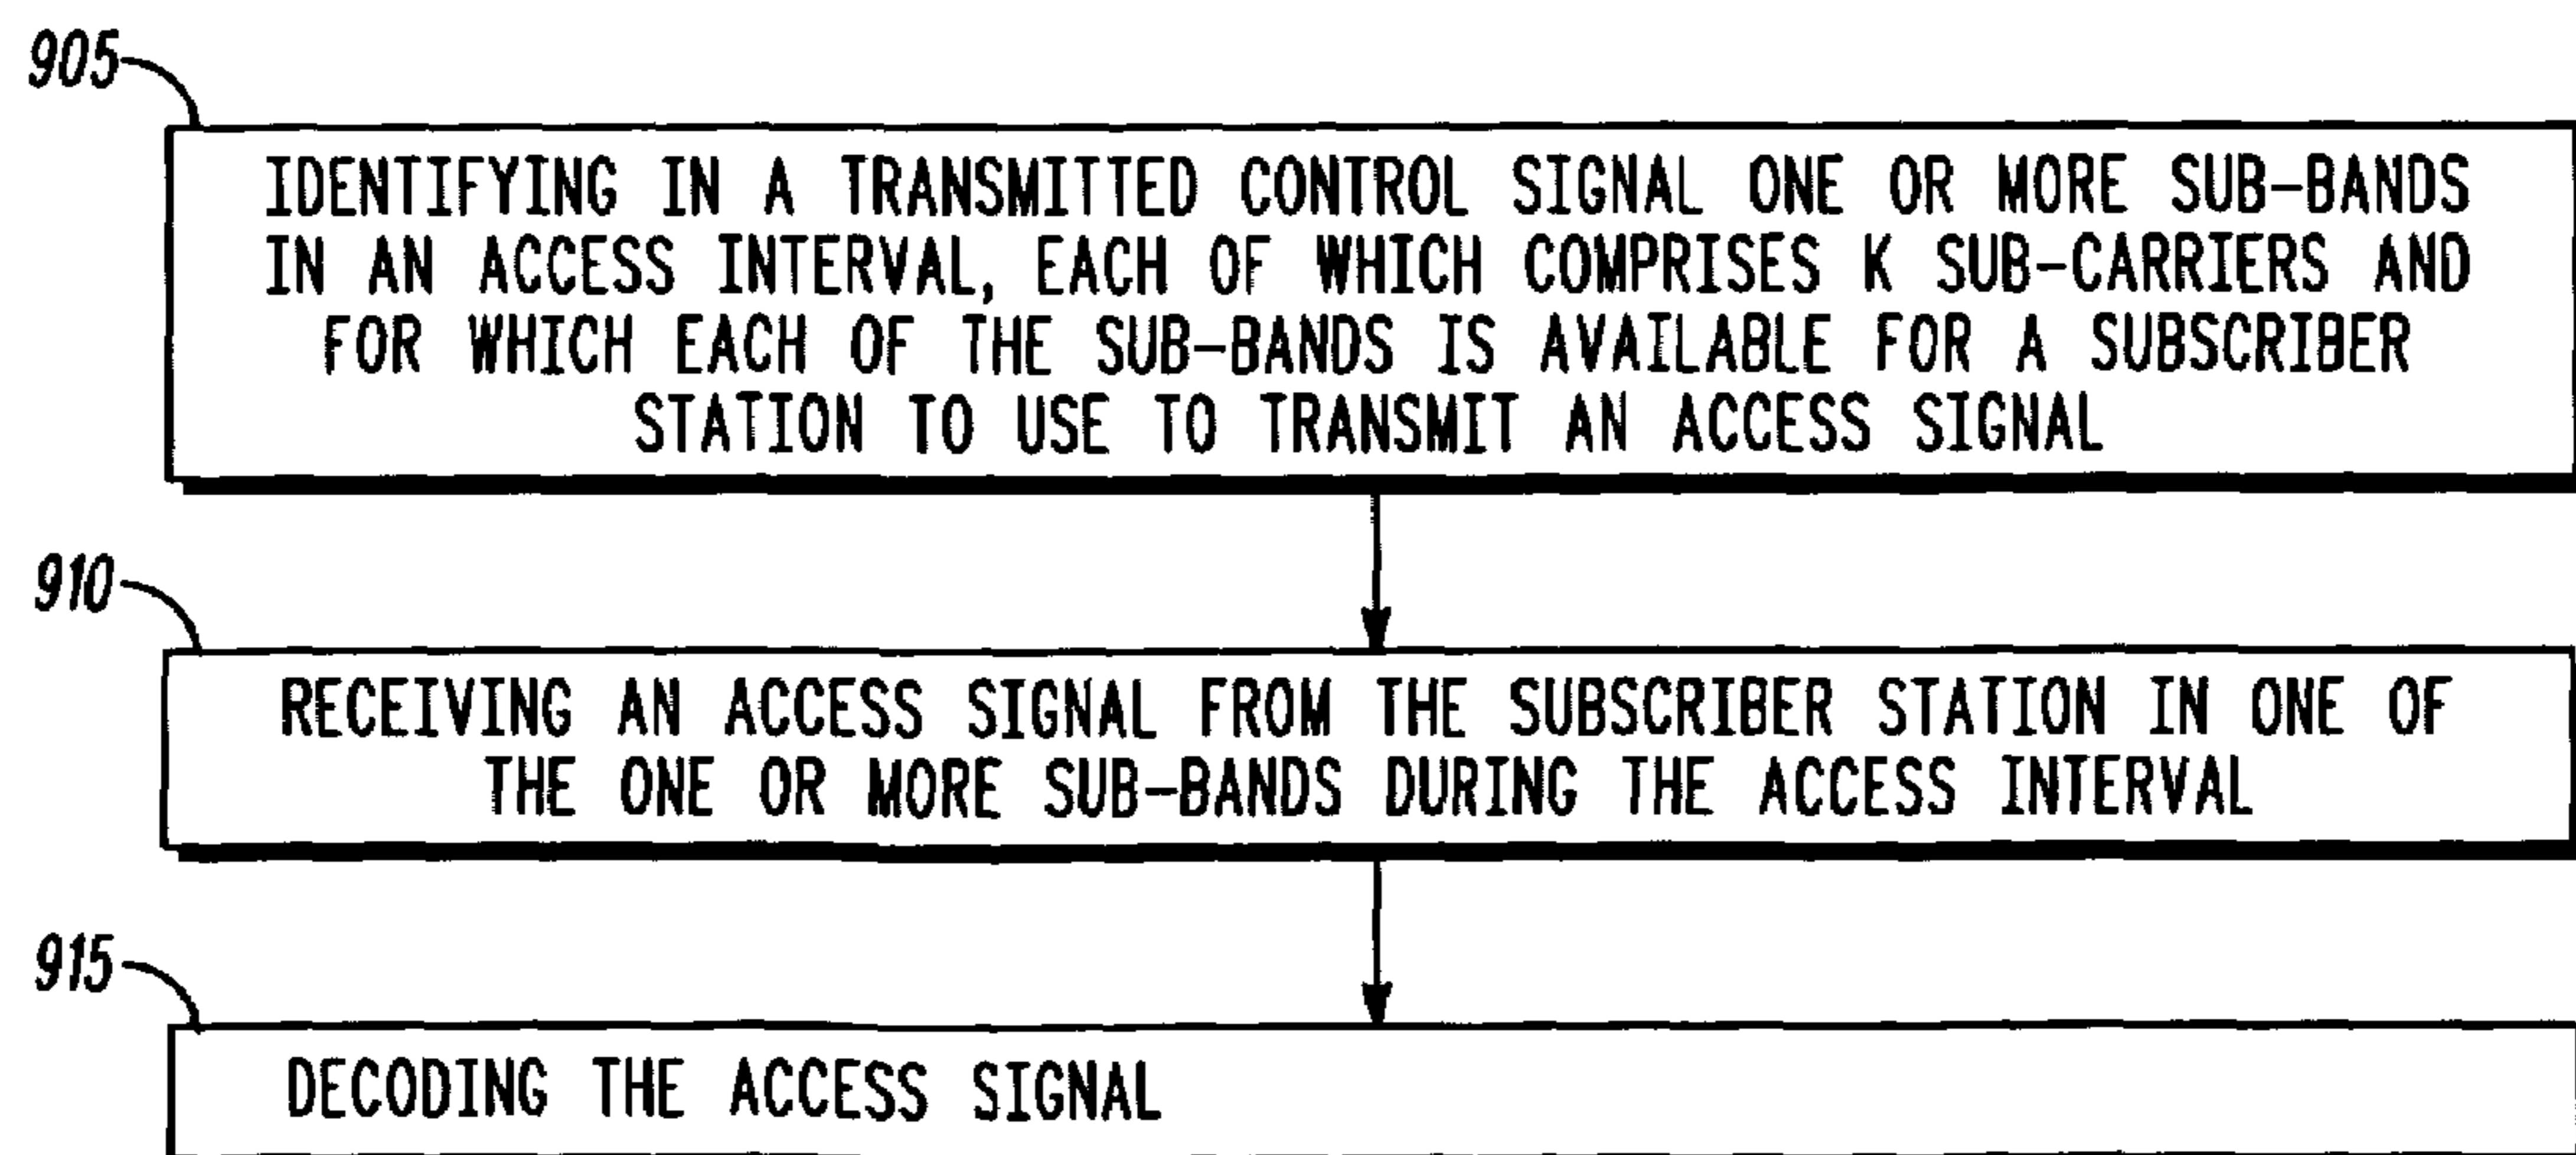 905
IDENTIFYING IN A TRANSMITTED CONTROL SIGNAL ONE OR MORE SUB-BANDS
IN AN ACCESS INTERVAL, EACH OF WHICH COMPRISES K SUB-CARRIERS AND
FOR WHICH EACH OF THE SUB-BANDS IS AVAILABLE FOR A SUBSCRIBER
STATION TO USE TO TRANSMIT AN ACCESS SIGNAL
910
RECEIVING AN ACCESS SIGNAL FROM THE SUBSCRIBER STATION IN ONE OF
THE ONE OR MORE SUB-BANDS DURING THE ACCESS INTERVAL
915
DECODING THE ACCESS SIGNAL